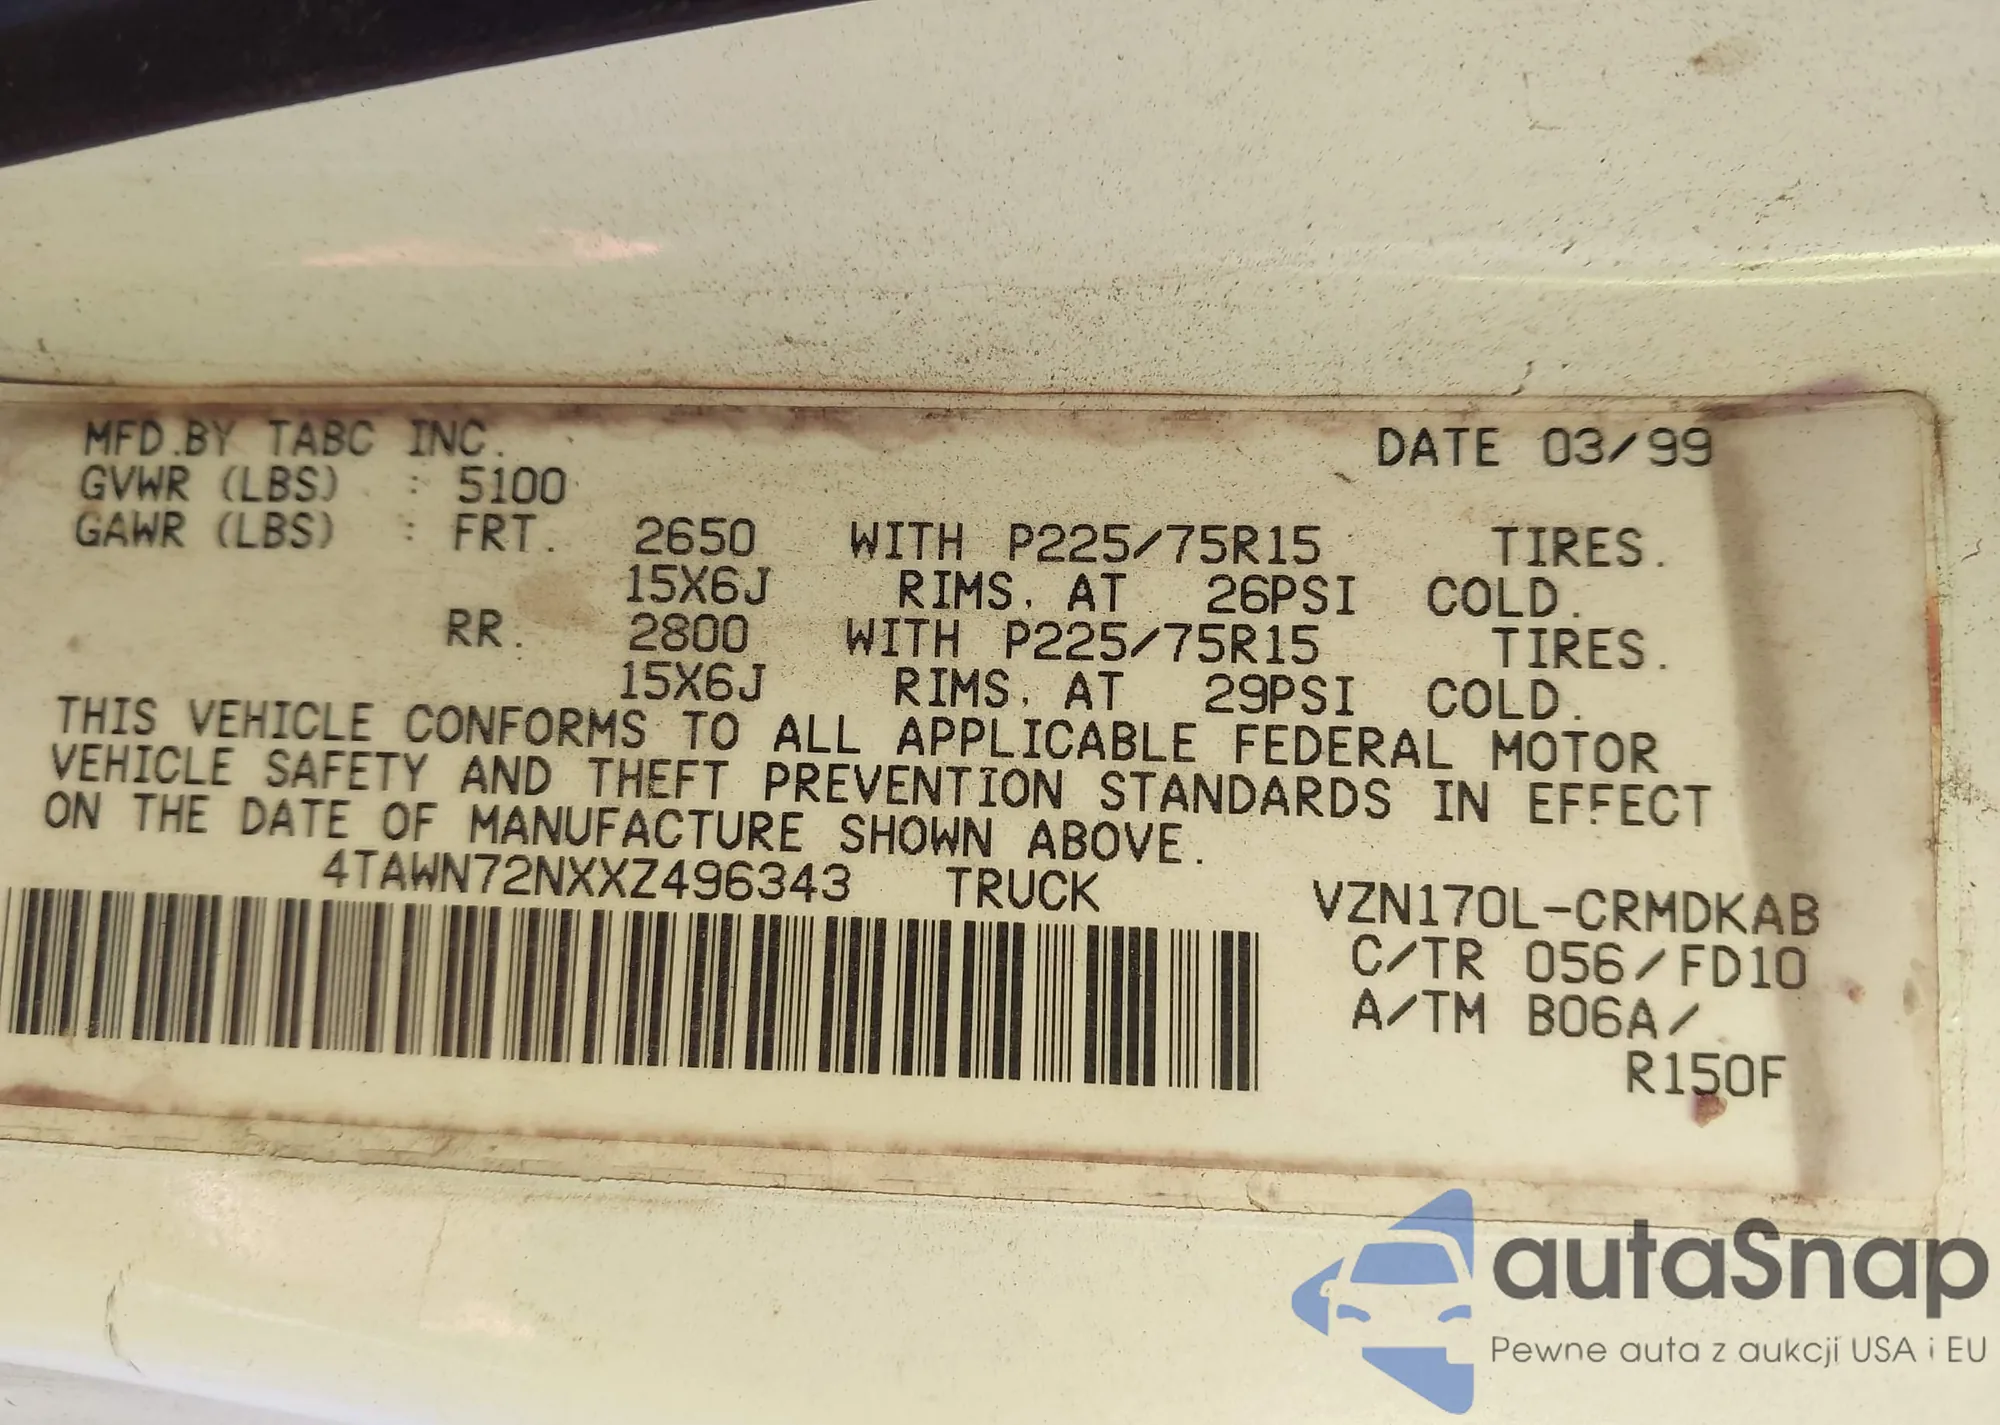 MFD.BY TABC INC. DATE 03/99
GVWR (LBS) : 5100
GAWR (LBS) : FRT. 2650 WITH P225/75R15 TIRES.
15X6J RIMS, AT 26PSI COLD.
RR. 2800 WITH P225/75R15 TIRES.
15X6J RIMS, AT 29PSI COLD.
THIS VEHICLE CONFORMS TO ALL APPLICABLE FEDERAL MOTOR
VEHICLE SAFETY AND THEFT PREVENTION STANDARDS IN EFFECT
ON THE DATE OF MANUFACTURE SHOWN ABOVE.
4TAWN72NXXZ496343 TRUCK VZN170L-CRMDKAB
C/TR 056/FD10
A/TM B06A/
R150F
autaSnap
Pewne auta z aukcji USA i EU